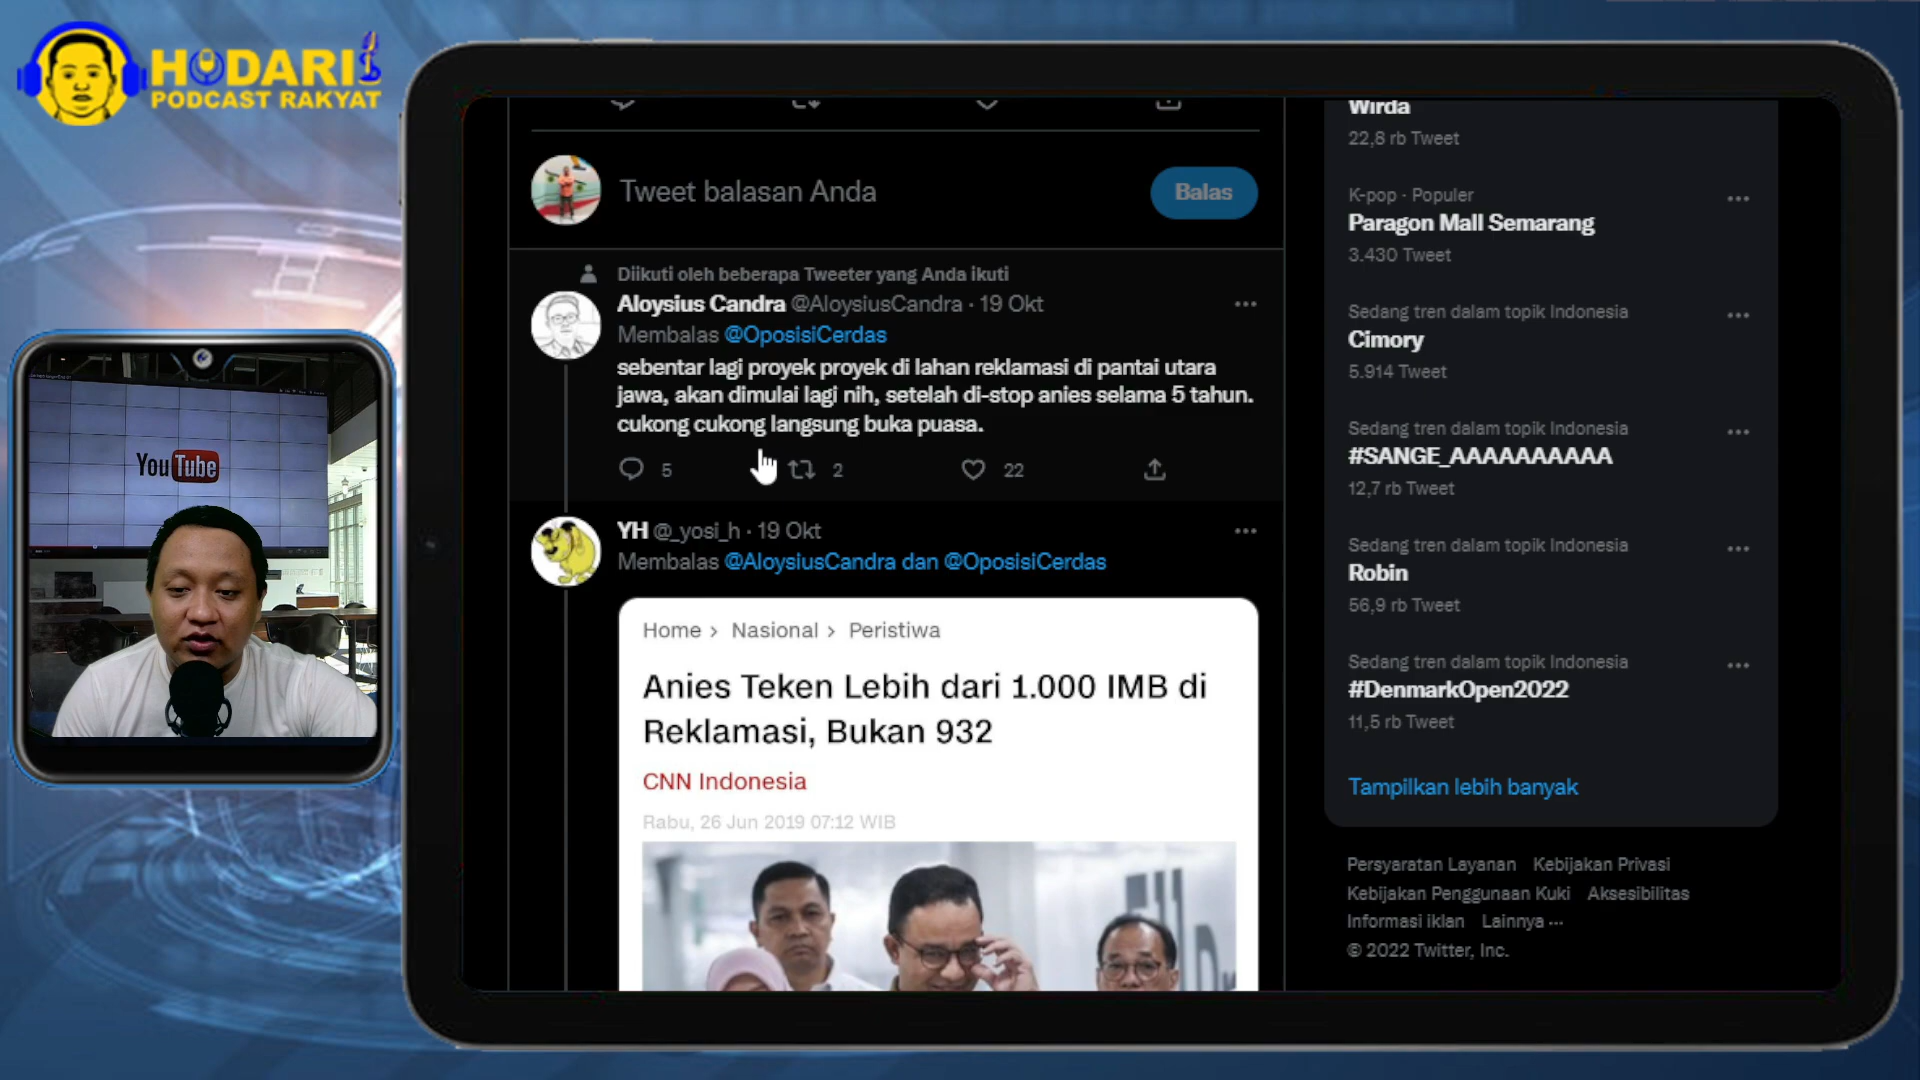 HODARI
PODCAST RAKYAT
YouTube
Tweet balasan Anda
Balas
Diikuti oleh beberapa Tweeter yang Anda ikuti
Aloysius Candra @AloysiusCandra · 19 Okt
Membalas @OposisiCerdas
sebentar lagi proyek proyek di lahan reklamasi di pantai utara
jawa, akan dimulai lagi nih, setelah di-stop anies selama 5 tahun.
cukong cukong langsung buka puasa.
5
2
22
YH @_yosi_h · 19 Okt
Membalas @AloysiusCandra dan @OposisiCerdas
Home > Nasional > Peristiwa
Anies Teken Lebih dari 1.000 IMB di
Reklamasi, Bukan 932
CNN Indonesia
Rabu, 26 Jun 2019 07:12 WIB
Wirda
22,8 rb Tweet
K-pop · Populer
Paragon Mall Semarang
3.430 Tweet
Sedang tren dalam topik Indonesia
Cimory
5.914 Tweet
Sedang tren dalam topik Indonesia
#SANGE_AAAAAAAAAA
12,7 rb Tweet
Sedang tren dalam topik Indonesia
Robin
56,9 rb Tweet
Sedang tren dalam topik Indonesia
#DenmarkOpen2022
11,5 rb Tweet
Tampilkan lebih banyak
Persyaratan Layanan Kebijakan Privasi
Kebijakan Penggunaan Kuki Aksesibilitas
Informasi iklan Lainnya ···
© 2022 Twitter, Inc.